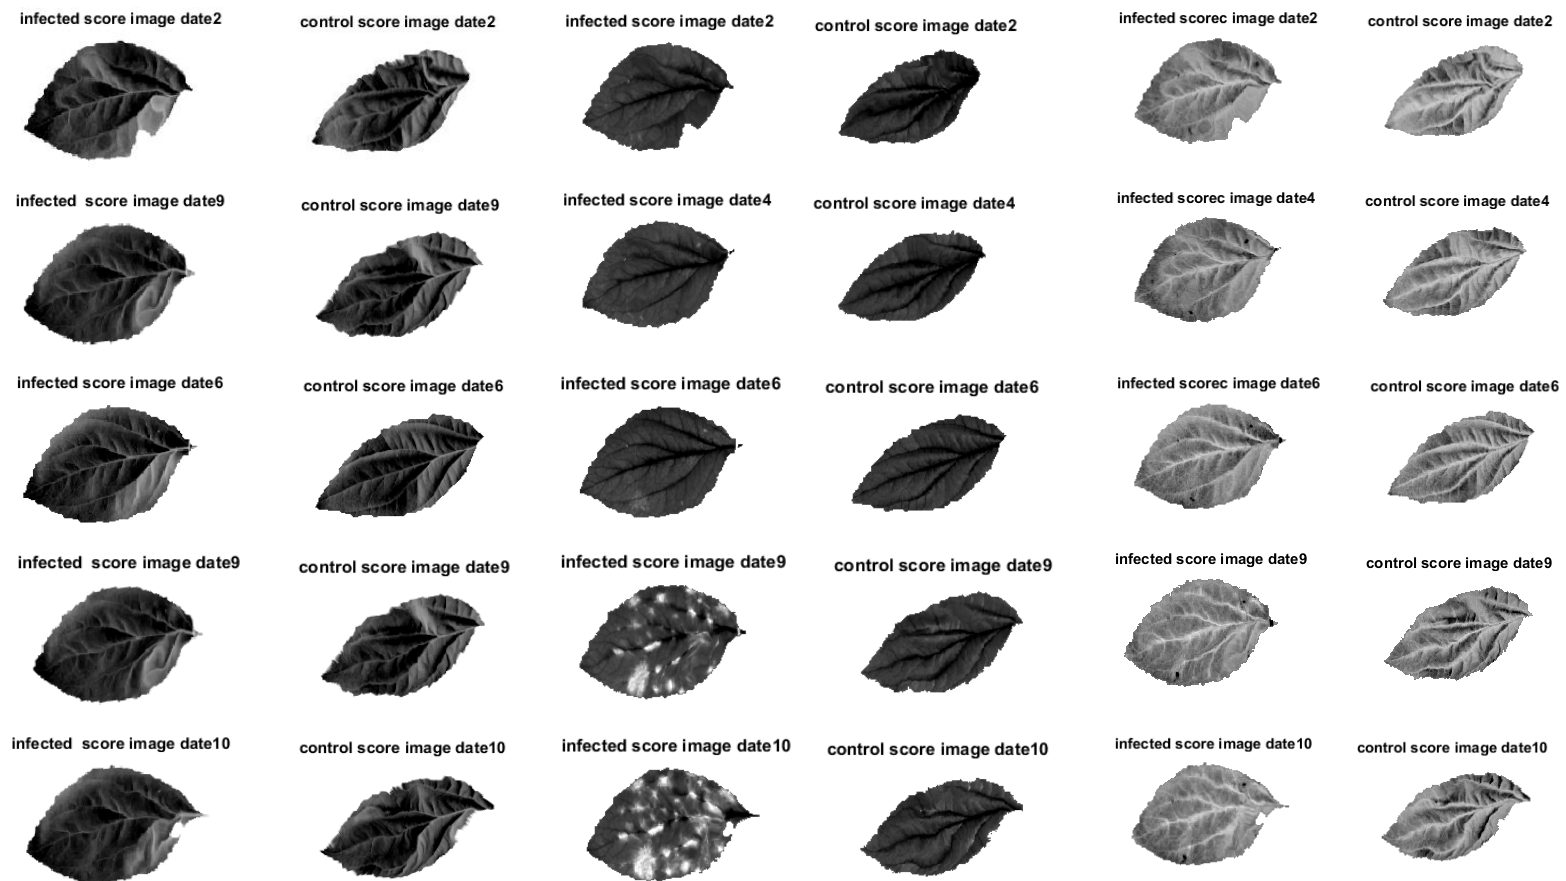 infected score image date2
control score image date2
infected score image date2
control score image date2
infected scorec image date2
control score image date2
infected  score image date9
control score image date9
infected score image date4
control score image date4
infected scorec image date4
control score image date4
infected score image date6
control score image date6
infected score image date6
control score image date6
infected scorec image date6
control score image date6
infected  score image date9
control score image date9
infected score image date9
control score image date9
infected score image date9
control score image date9
infected  score image date10
control score image date10
infected score image date10
control score image date10
infected score image date10
control score image date10